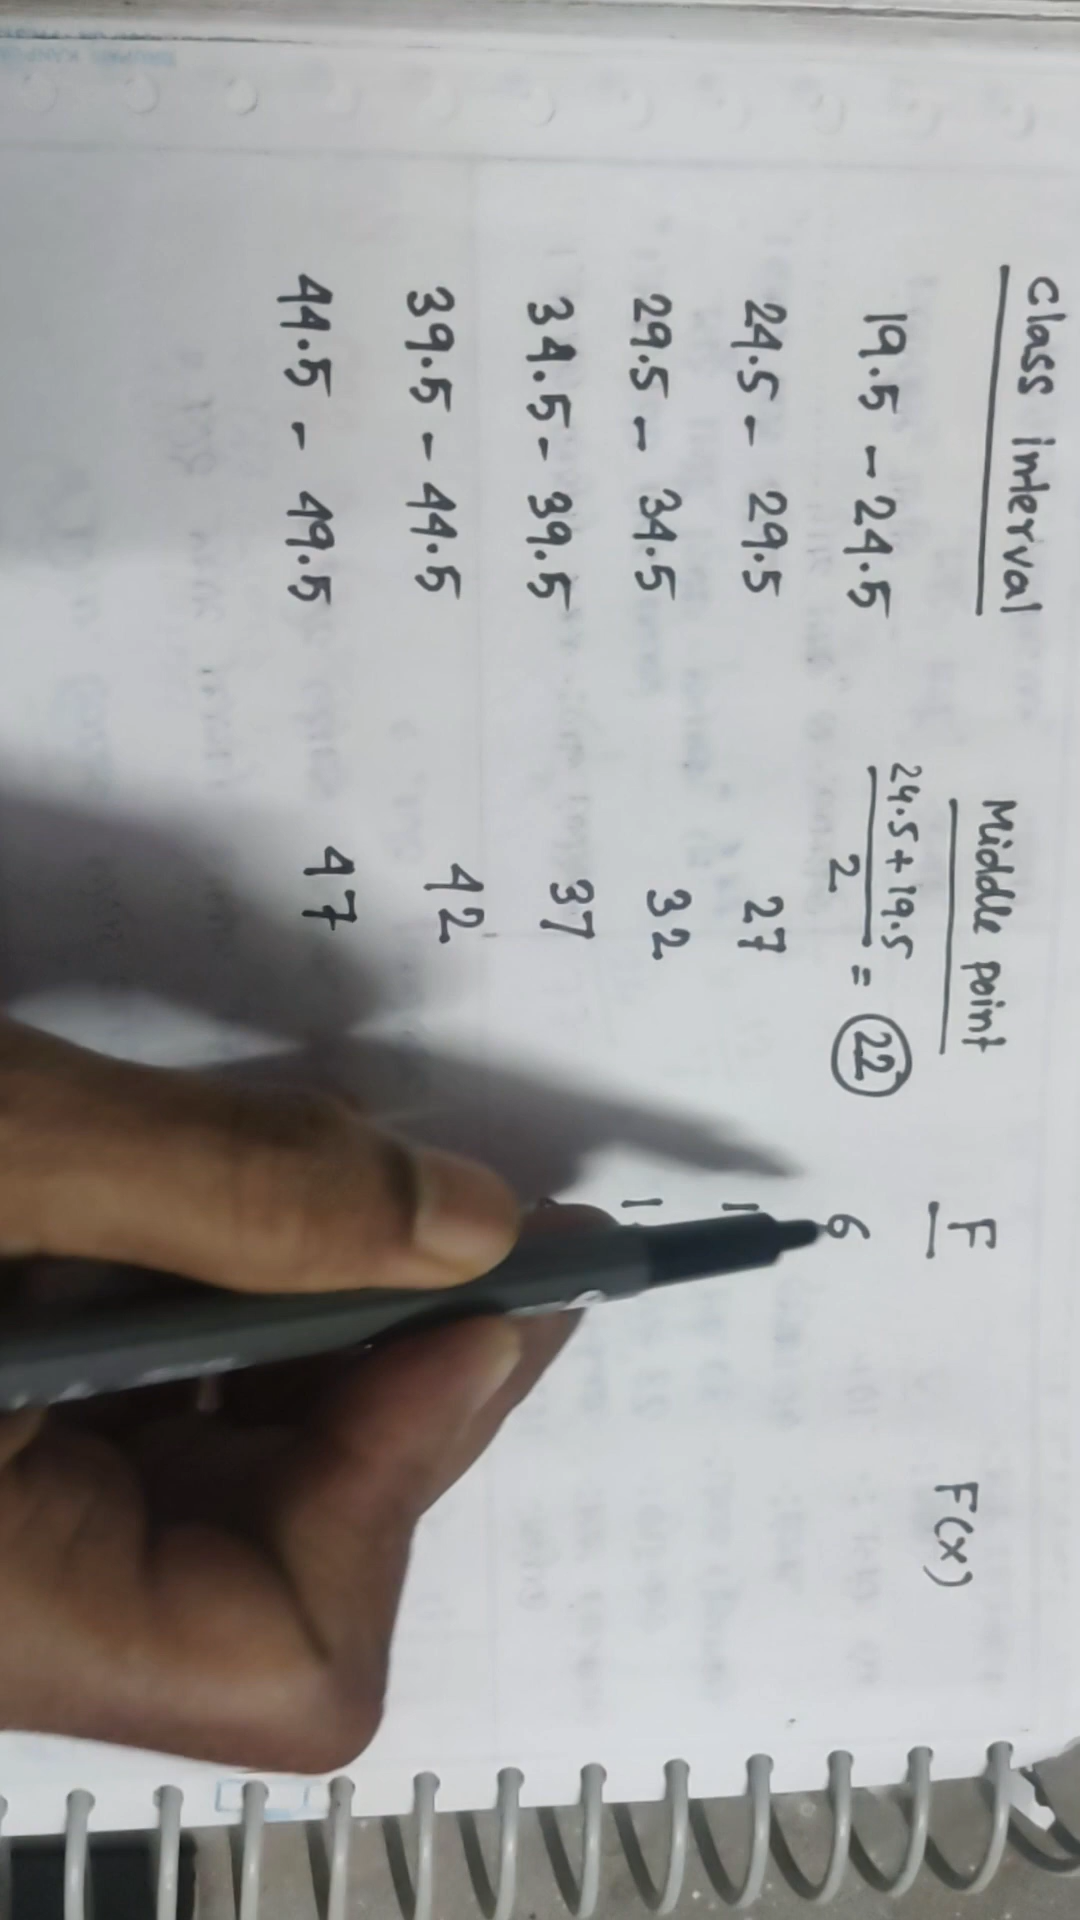 Class interval Middle point F F(x)
19.5 - 24.5 24.5+19.5 / 2 = 22 6
24.5 - 29.5 27 1
29.5 - 34.5 32 1
34.5 - 39.5 37
39.5 - 44.5 42
44.5 - 49.5 47